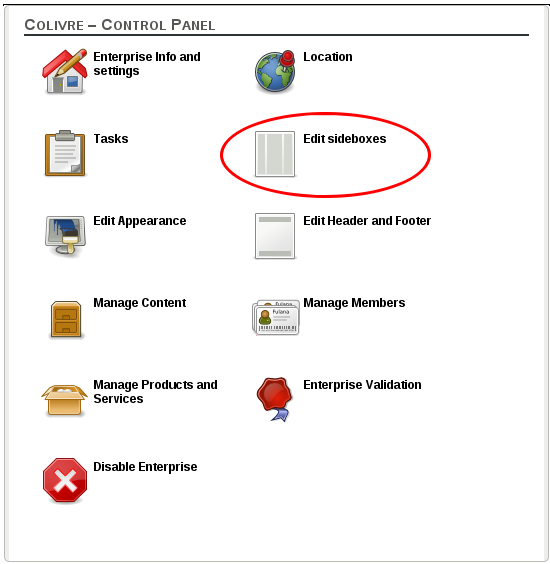 COLIVRE – CONTROL PANEL
Enterprise Info and
settings
Location
Tasks
Edit sideboxes
Edit Appearance
Edit Header and Footer
Manage Content
Fulana
Fulana
Manage Members
Manage Products and
Services
Enterprise Validation
Disable Enterprise